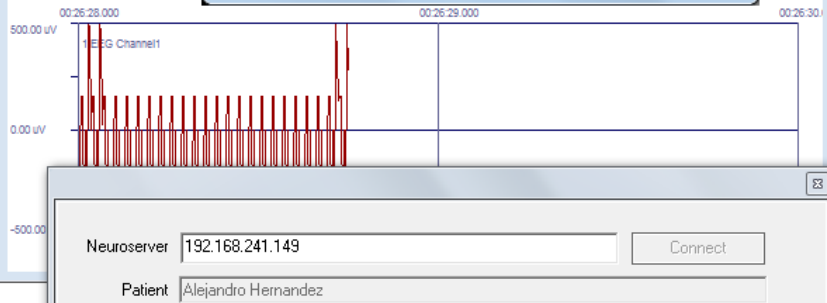 00:26:28.000 00:26:29.000 00:26:30.
500.00 uV
1 EEG Channel1
0.00 uV
-500.00
Neuroserver 192.168.241.149 Connect
Patient Alejandro Hernandez